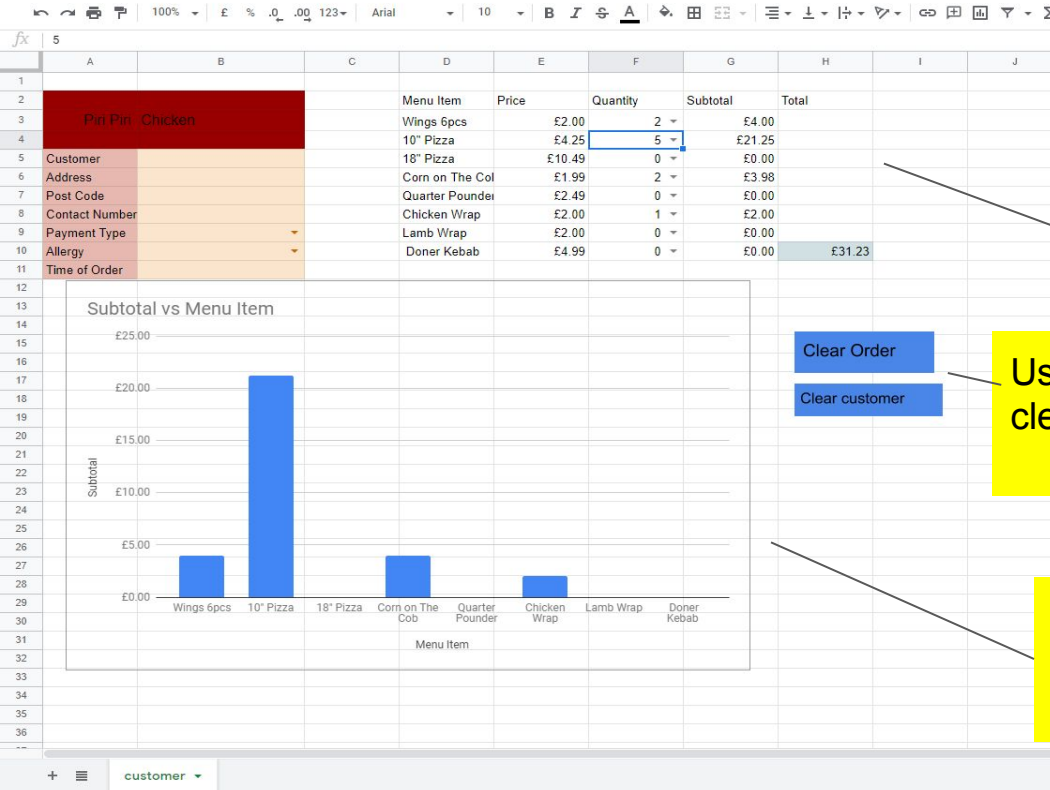 100% £ % .0 .00 123 Arial 10 B I S A
fx 5
A B C D E F G H I J
1
2 Menu Item Price Quantity Subtotal Total
3 Piri Piri Chicken Wings 6pcs £2.00 2 £4.00
4 10" Pizza £4.25 5 £21.25
5 Customer 18" Pizza £10.49 0 £0.00
6 Address Corn on The Col £1.99 2 £3.98
7 Post Code Quarter Pounder £2.49 0 £0.00
8 Contact Number Chicken Wrap £2.00 1 £2.00
9 Payment Type Lamb Wrap £2.00 0 £0.00
10 Allergy Doner Kebab £4.99 0 £0.00 £31.23
11 Time of Order
12
13 Subtotal vs Menu Item
14
15 £25.00
16 Clear Order
17 £20.00 Us
18 Clear customer
19 cle
20
21 £15.00
22 Subtotal
23 £10.00
24
25
26 £5.00
27
28
29 £0.00 Wings 6pcs 10" Pizza 18" Pizza Corn on The Quarter Chicken Lamb Wrap Doner
30 Cob Pounder Wrap Kebab
31 Menu Item
32
33
34
35
36
customer